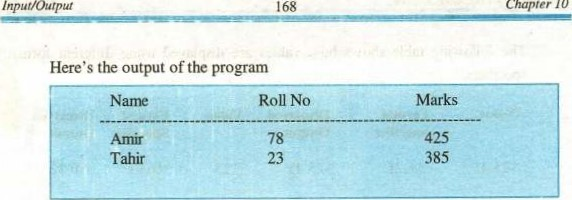 Input/Output 168 Chapter 10
Here's the output of the program
Name Roll No Marks
--------------------------------------------------------------
Amir 78 425
Tahir 23 385